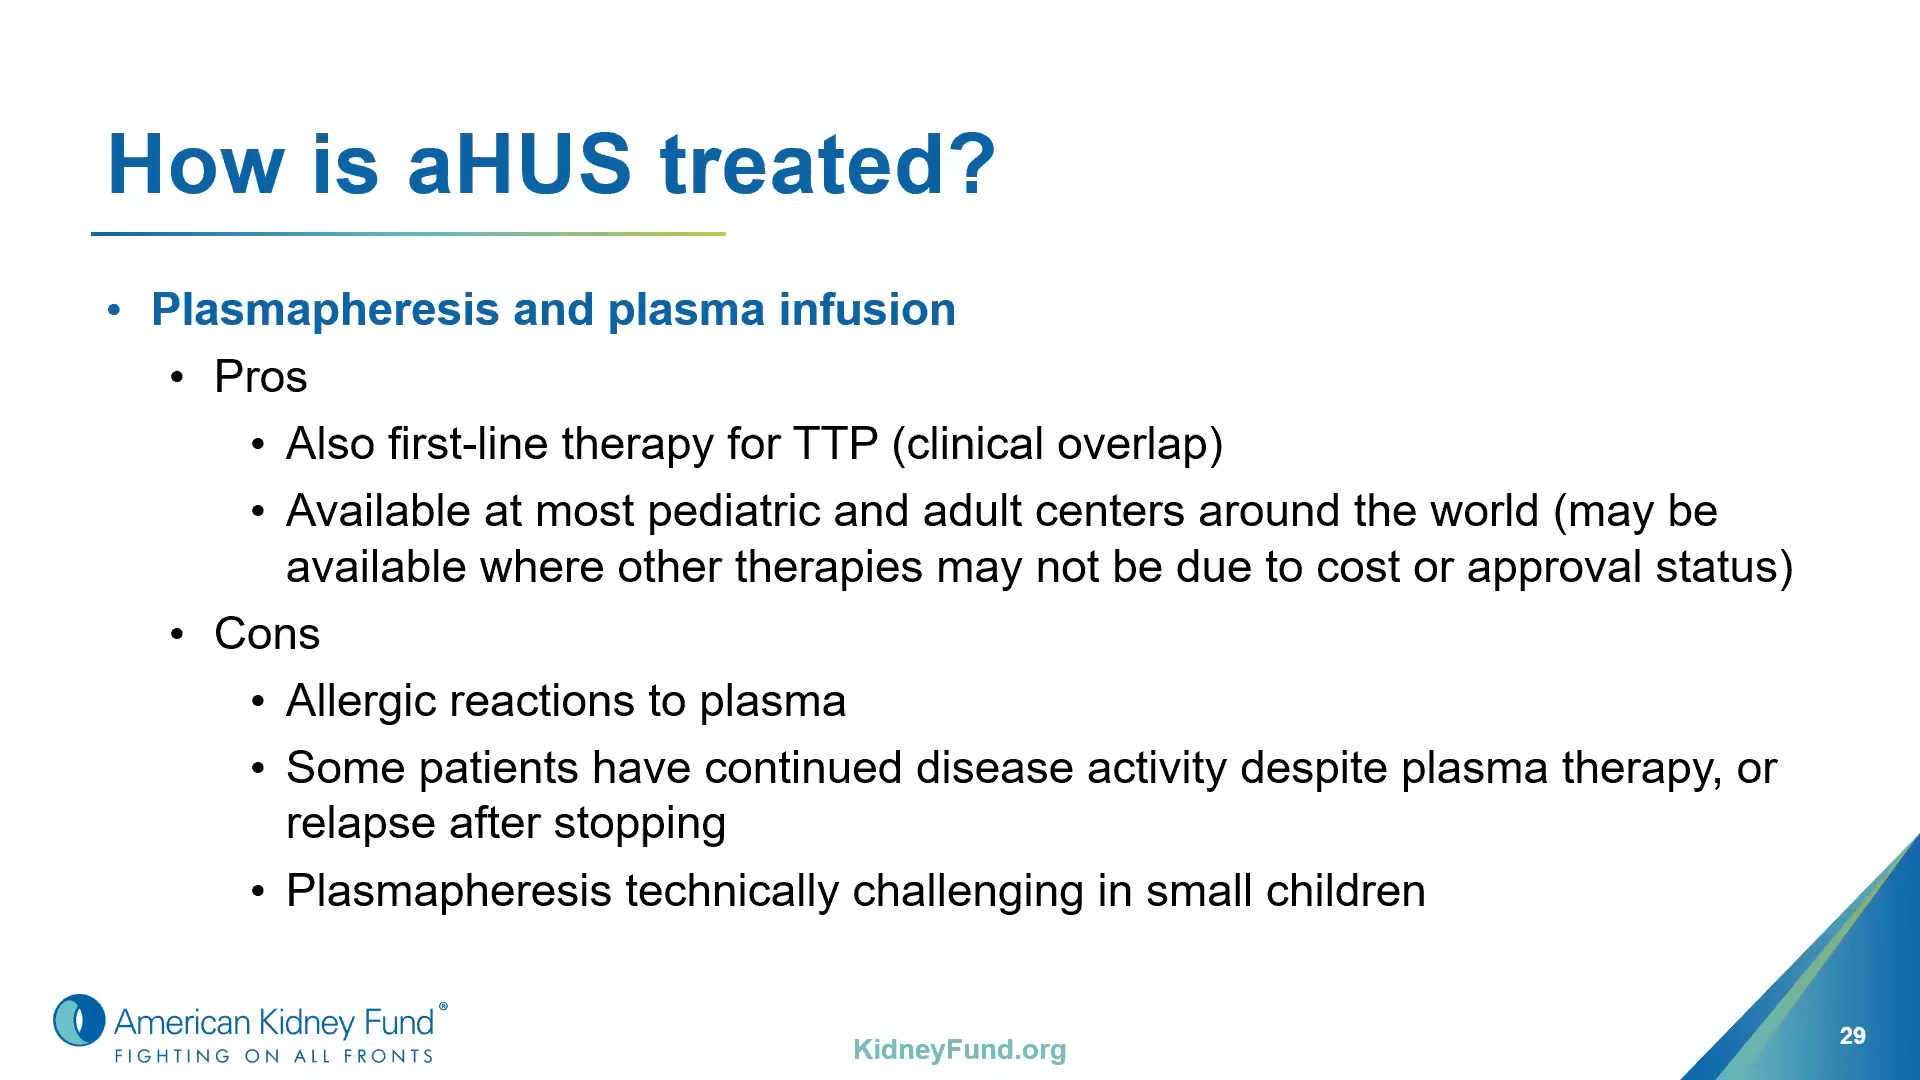 How is aHUS treated?
• Plasmapheresis and plasma infusion
• Pros
• Also first-line therapy for TTP (clinical overlap)
• Available at most pediatric and adult centers around the world (may be
available where other therapies may not be due to cost or approval status)
• Cons
• Allergic reactions to plasma
• Some patients have continued disease activity despite plasma therapy, or
relapse after stopping
• Plasmapheresis technically challenging in small children
American Kidney Fund®
FIGHTING ON ALL FRONTS
KidneyFund.org
29